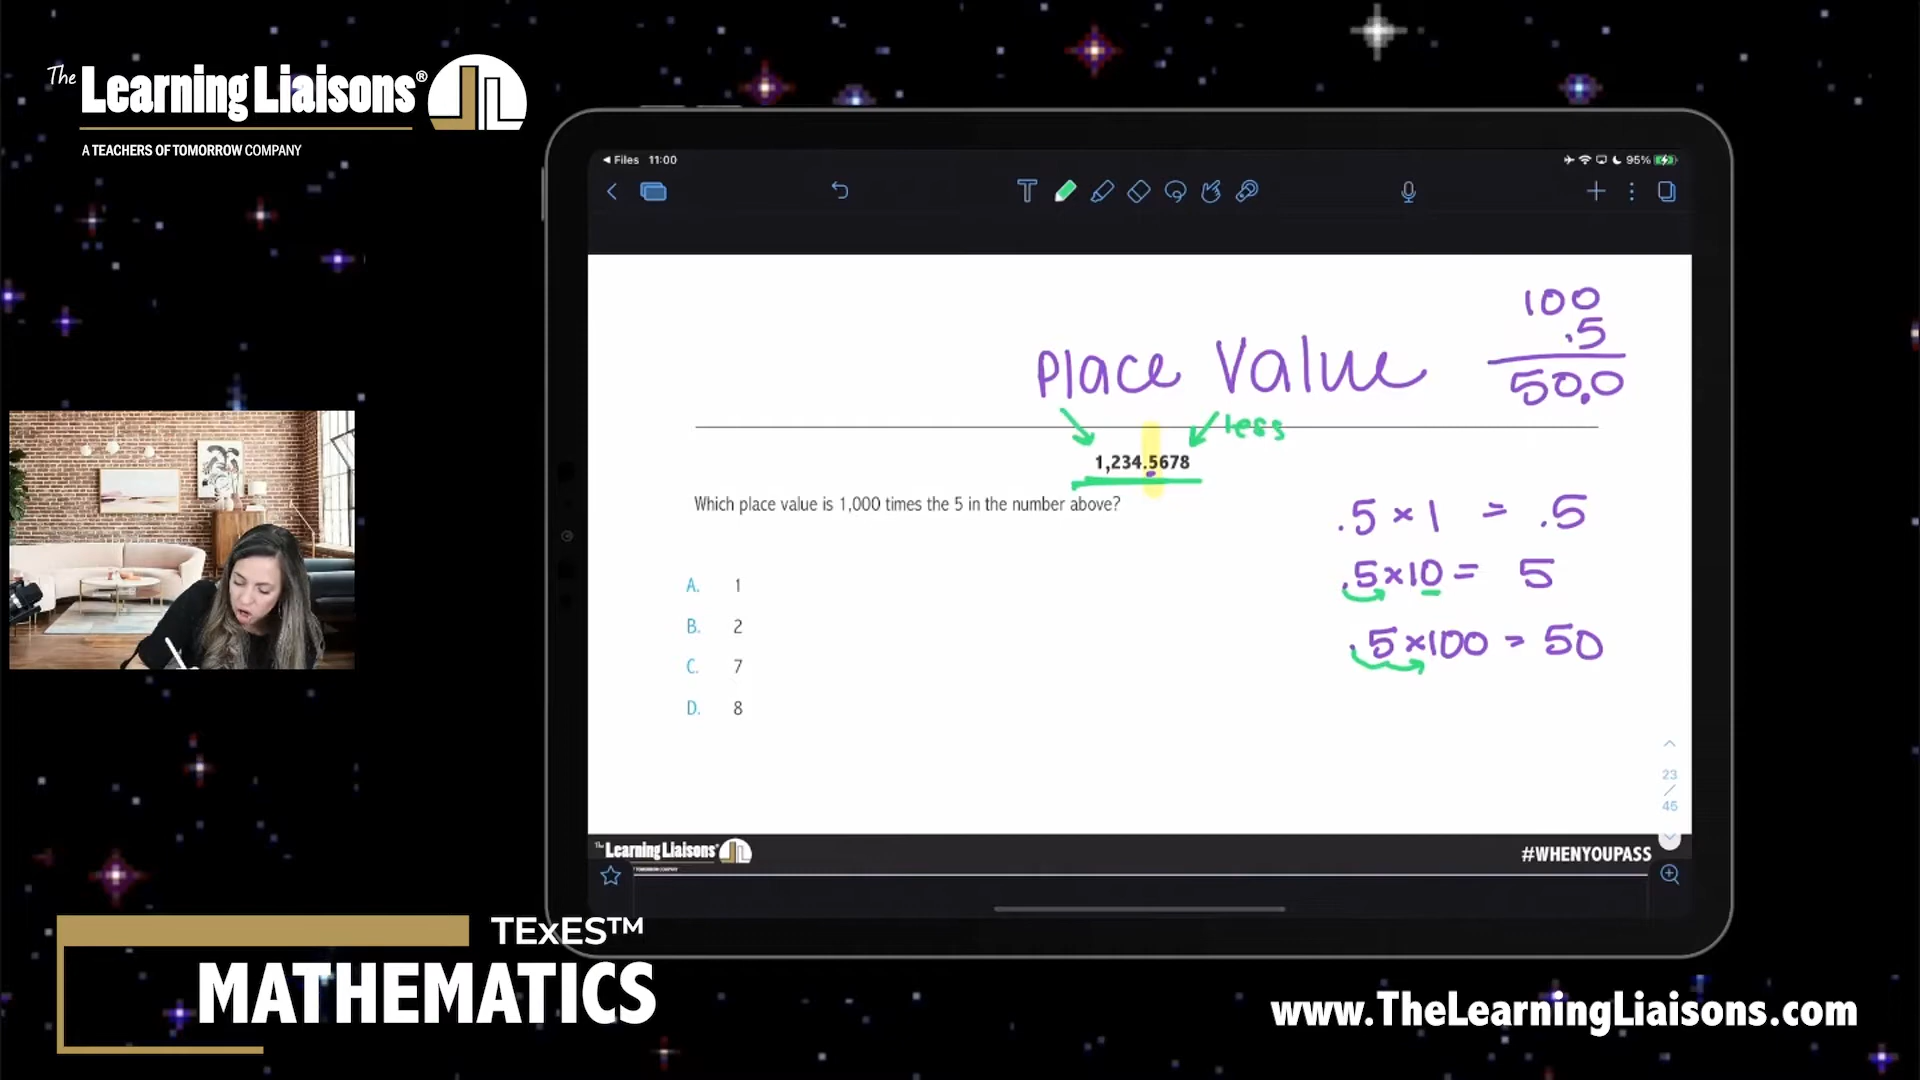 The Learning Liaisons®
A TEACHERS OF TOMORROW COMPANY
Files 11:00
95%
T
100
.5
50.0
Place Value
less
1,234.5678
Which place value is 1,000 times the 5 in the number above?
A. 1
B. 2
C. 7
D. 8
.5 × 1 = .5
.5 × 10 = 5
.5 × 100 = 50
23
/
45
The Learning Liaisons
#WHENYOUPASS
TExES™
MATHEMATICS
www.TheLearningLiaisons.com